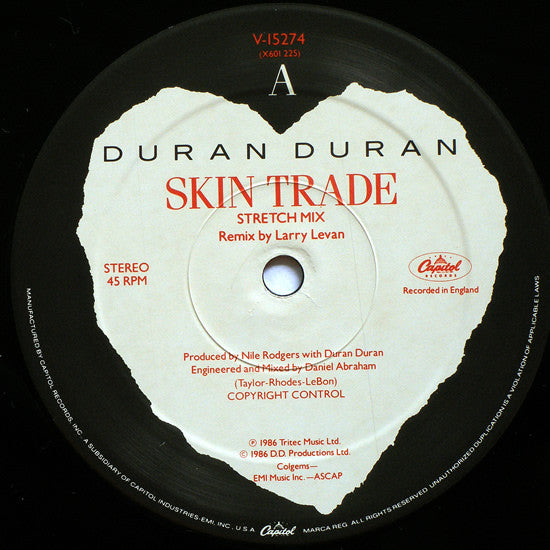 V-15274
(X601 225)
A
DURAN DURAN
SKIN TRADE
STRETCH MIX
Remix by Larry Levan
STEREO
45 RPM
Capitol
RECORDS
Recorded in England
Produced by Nile Rodgers with Duran Duran
Engineered and Mixed by Daniel Abraham
(Taylor-Rhodes-LeBon)
COPYRIGHT CONTROL
℗ 1986 Tritec Music Ltd.
© 1986 D.D. Productions Ltd.
Colgems—
EMI Music Inc.—ASCAP
MANUFACTURED BY CAPITOL RECORDS, INC., A SUBSIDIARY OF CAPITOL INDUSTRIES-EMI, INC., U S A Capitol MARCA REG. ALL RIGHTS RESERVED. UNAUTHORIZED DUPLICATION IS A VIOLATION OF APPLICABLE LAWS